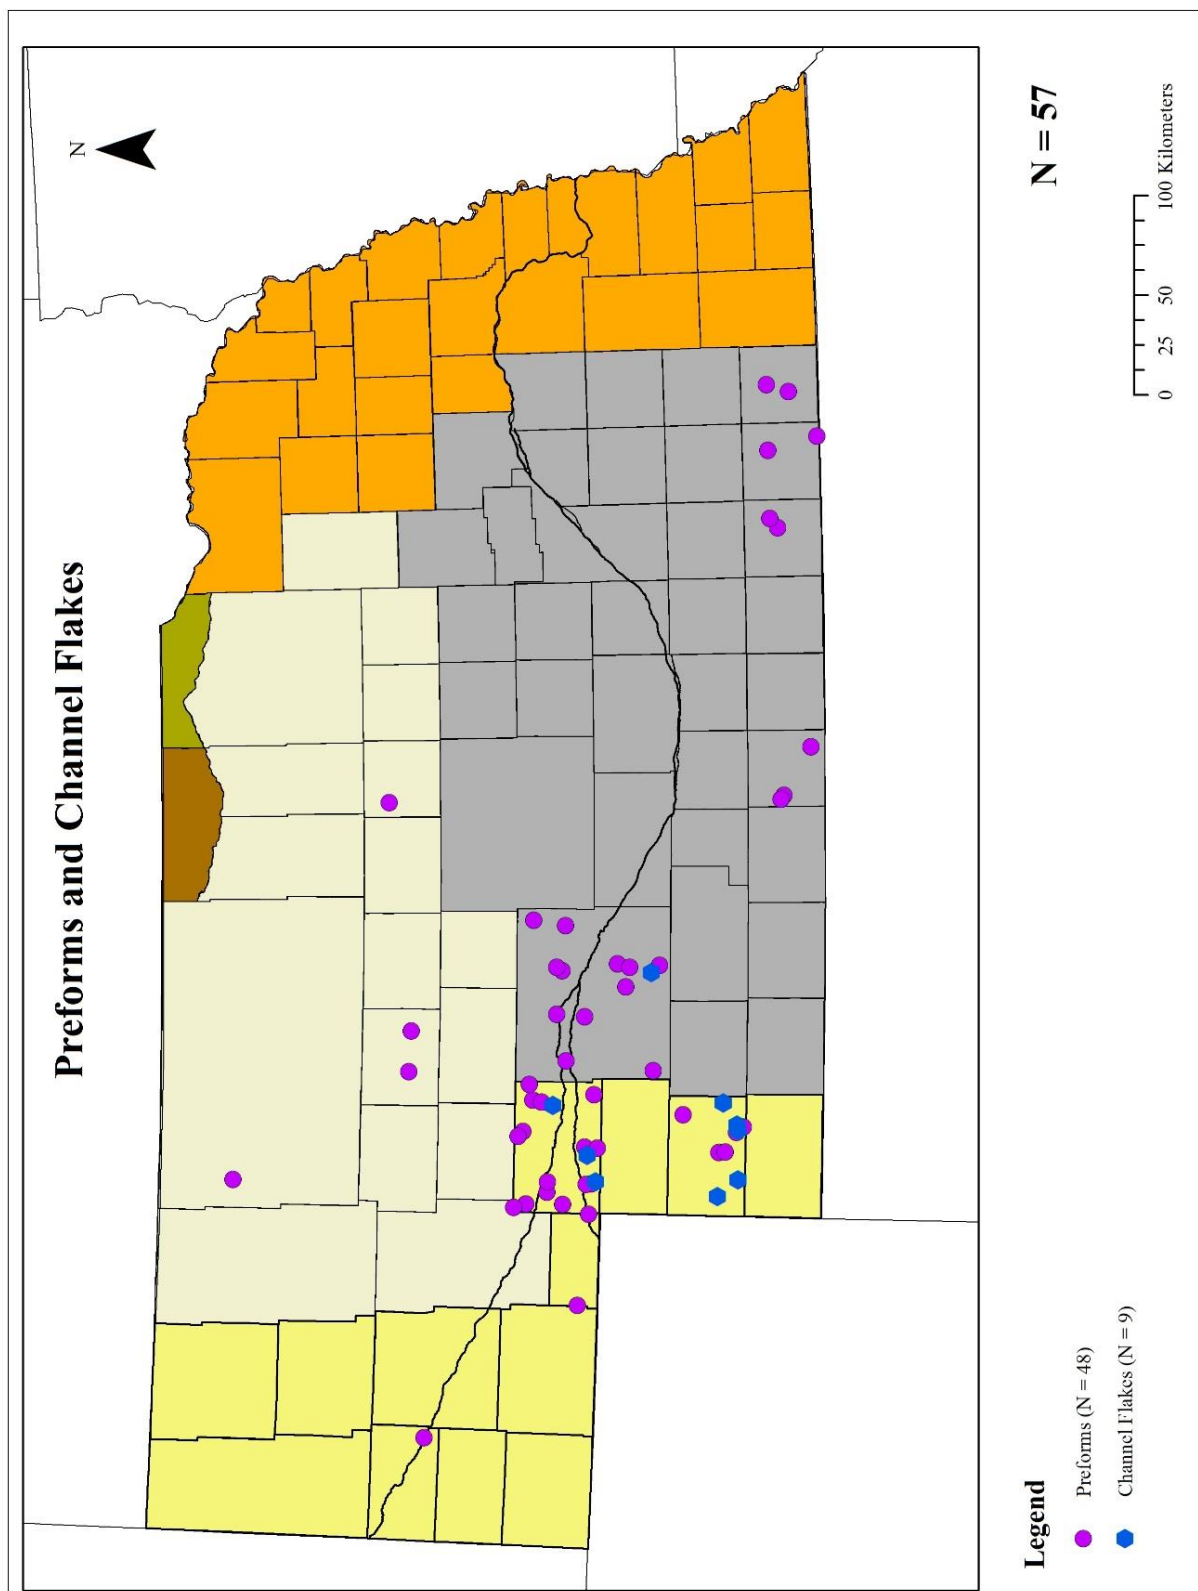 Preforms and Channel Flakes
N
Legend
Preforms (N = 48)
Channel Flakes (N = 9)
0 25 50 100 Kilometers
N = 57